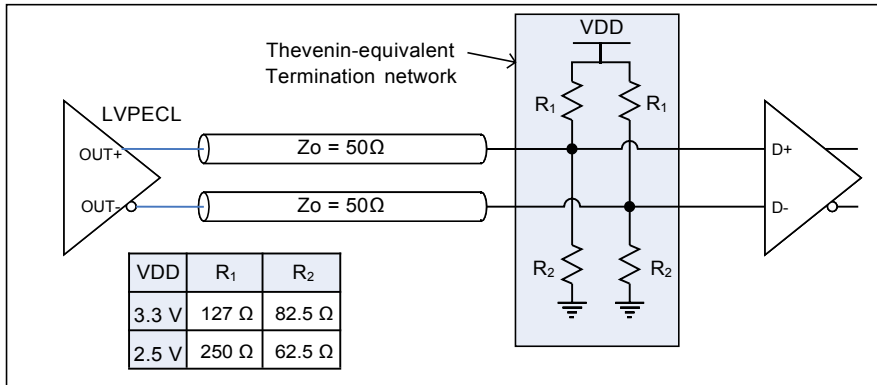 VDD
Thevenin-equivalent
Termination network
R₁
R₁
LVPECL
OUT+
Zo = 50Ω
D+
OUT-
Zo = 50Ω
D-
R₂
R₂
VDD R₁ R₂
3.3 V 127 Ω 82.5 Ω
2.5 V 250 Ω 62.5 Ω